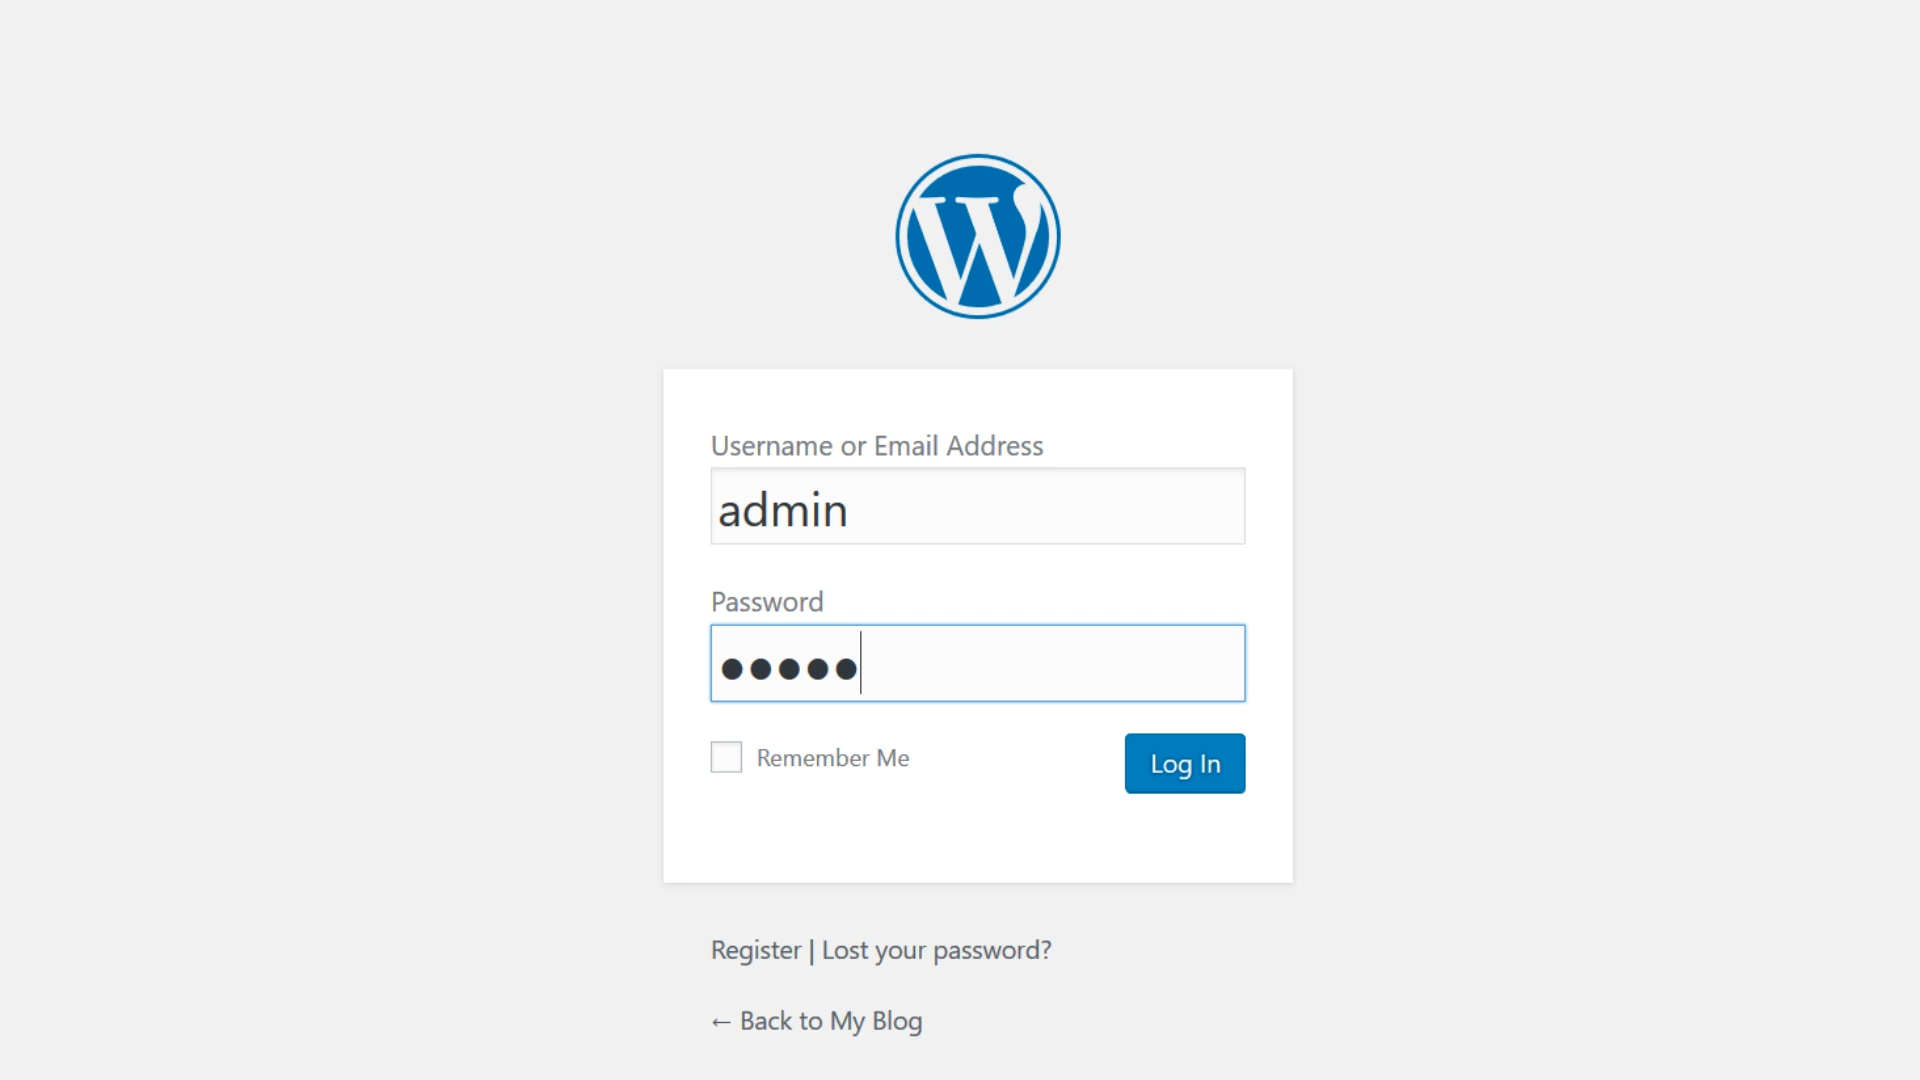 Username or Email Address
admin
Password
●●●●●
Remember Me
Log In
Register | Lost your password?
← Back to My Blog